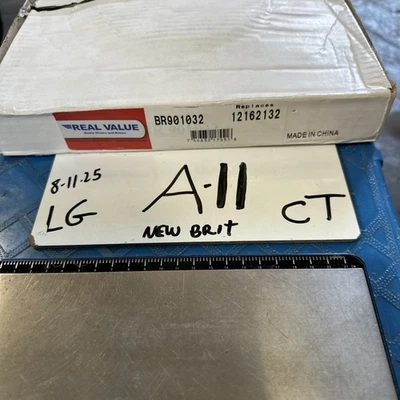 REAL VALUE
BR901032
Replaces
12162132
MADE IN CHINA
8-11-25
LG
A-11
NEW BRIT
CT